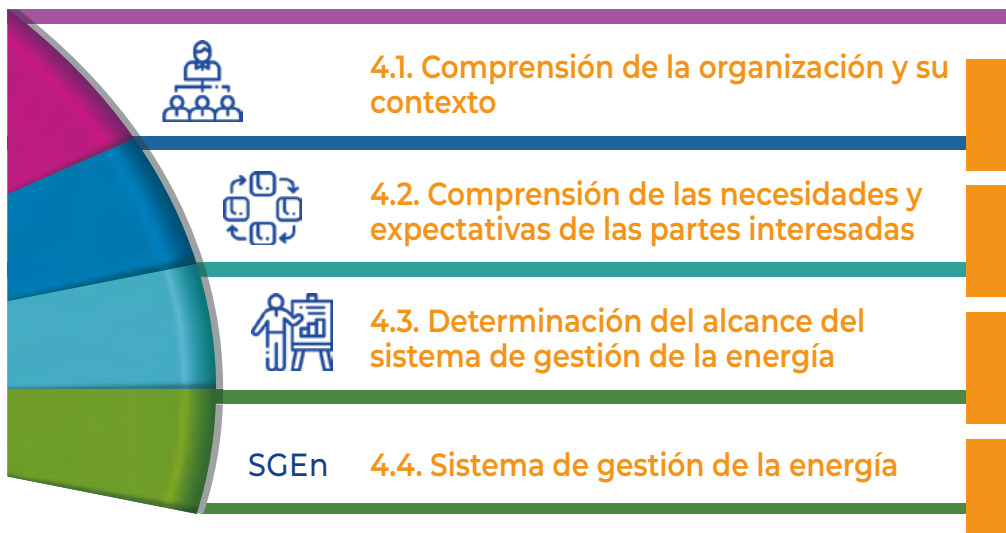 4.1. Comprensión de la organización y su
contexto
4.2. Comprensión de las necesidades y
expectativas de las partes interesadas
4.3. Determinación del alcance del
sistema de gestión de la energía
SGEn 4.4. Sistema de gestión de la energía